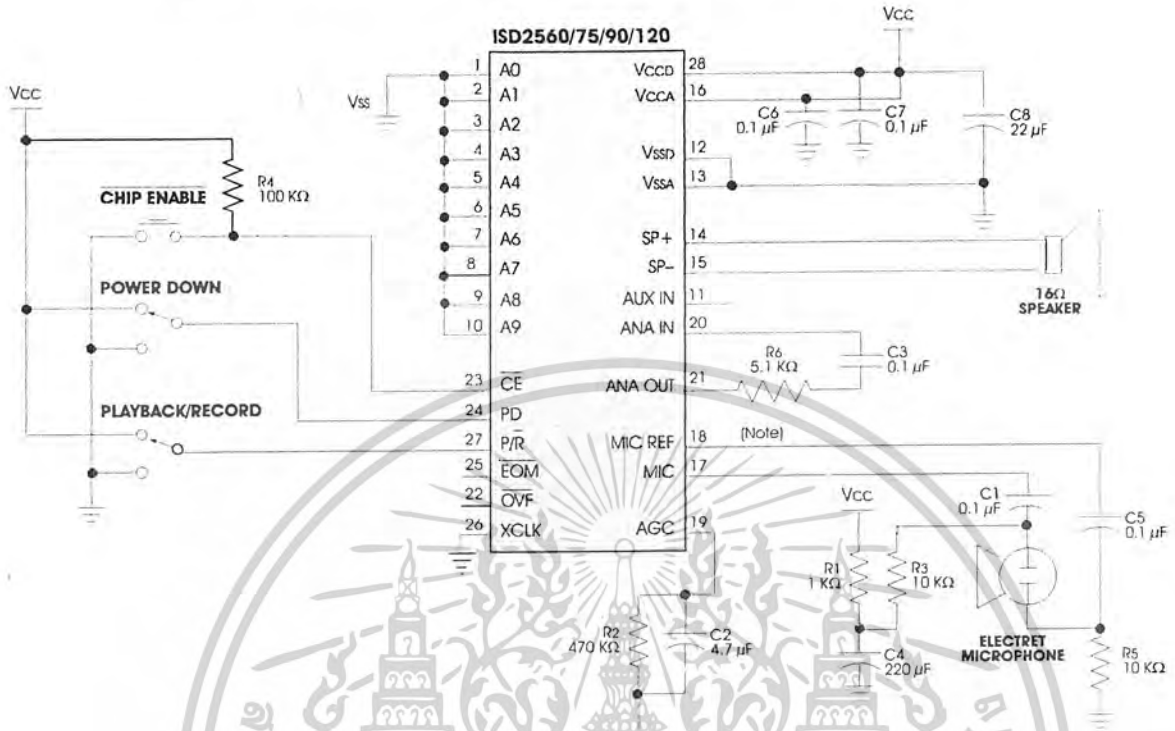 ISD2560/75/90/120
VCC
VSS
R4
100 KΩ
CHIP ENABLE
POWER DOWN
PLAYBACK/RECORD
1 A0
2 A1
3 A2
4 A3
5 A4
6 A5
7 A6
8 A7
9 A8
10 A9
23 CE
24 PD
27 P/R
25 EOM
22 OVF
26 XCLK
VCCD 28
VCCA 16
VSSD 12
VSSA 13
SP+ 14
SP– 15
AUX IN 11
ANA IN 20
ANA OUT 21
MIC REF 18
MIC 17
AGC 19
VCC
C6
0.1 µF
C7
0.1 µF
C8
22 µF
16Ω
SPEAKER
R6
5.1 KΩ
C3
0.1 µF
(Note)
VCC
C1
0.1 µF
C5
0.1 µF
R1
1 KΩ
R3
10 KΩ
R2
470 KΩ
C2
4.7 µF
C4
220 µF
ELECTRET
MICROPHONE
R5
10 KΩ